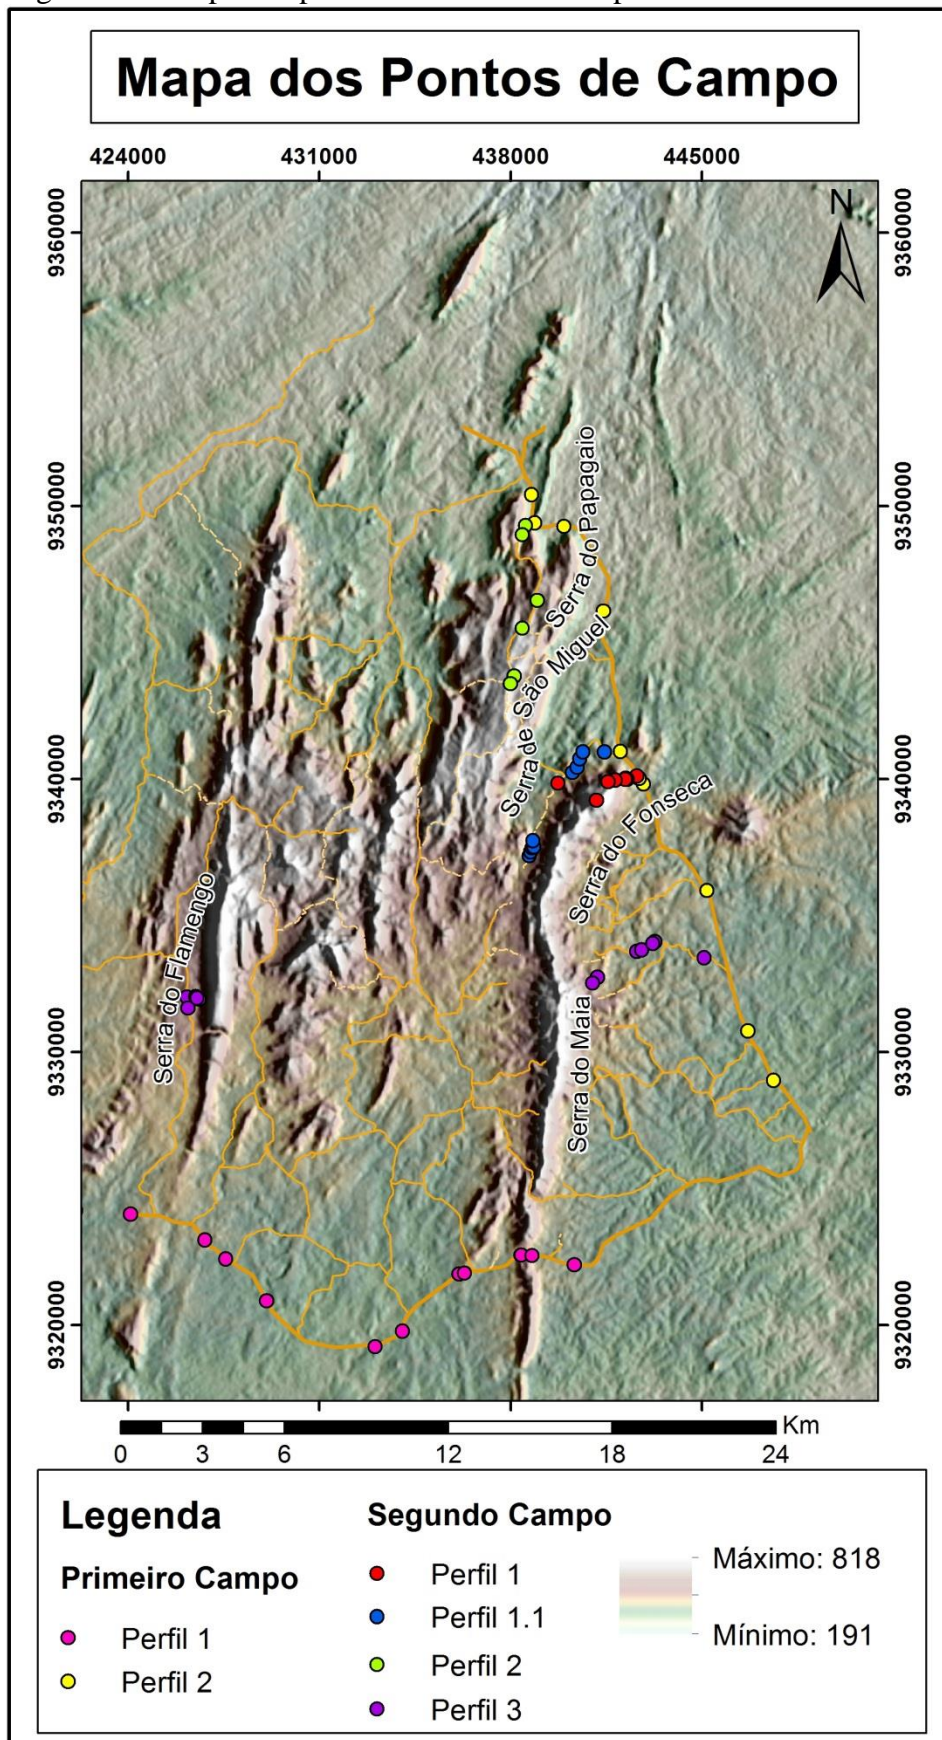 Mapa dos Pontos de Campo
424000 431000 438000 445000
N
9360000 9360000
9350000 9350000
Serra do Papagaio
Serra de São Miguel
9340000 9340000
Serra do Fonseca
Serra do Flamengo
Serra do Maia
9330000 9330000
9320000 9320000
Km
0 3 6 12 18 24
Legenda
Primeiro Campo
Perfil 1
Perfil 2
Segundo Campo
Perfil 1
Perfil 1.1
Perfil 2
Perfil 3
Máximo: 818
Mínimo: 191